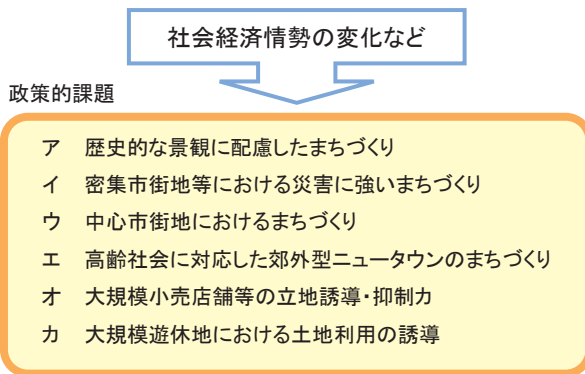 社会経済情勢の変化など
政策的課題
ア 歴史的な景観に配慮したまちづくり
イ 密集市街地等における災害に強いまちづくり
ウ 中心市街地におけるまちづくり
エ 高齢社会に対応した郊外型ニュータウンのまちづくり
オ 大規模小売店舗等の立地誘導・抑制力
カ 大規模遊休地における土地利用の誘導